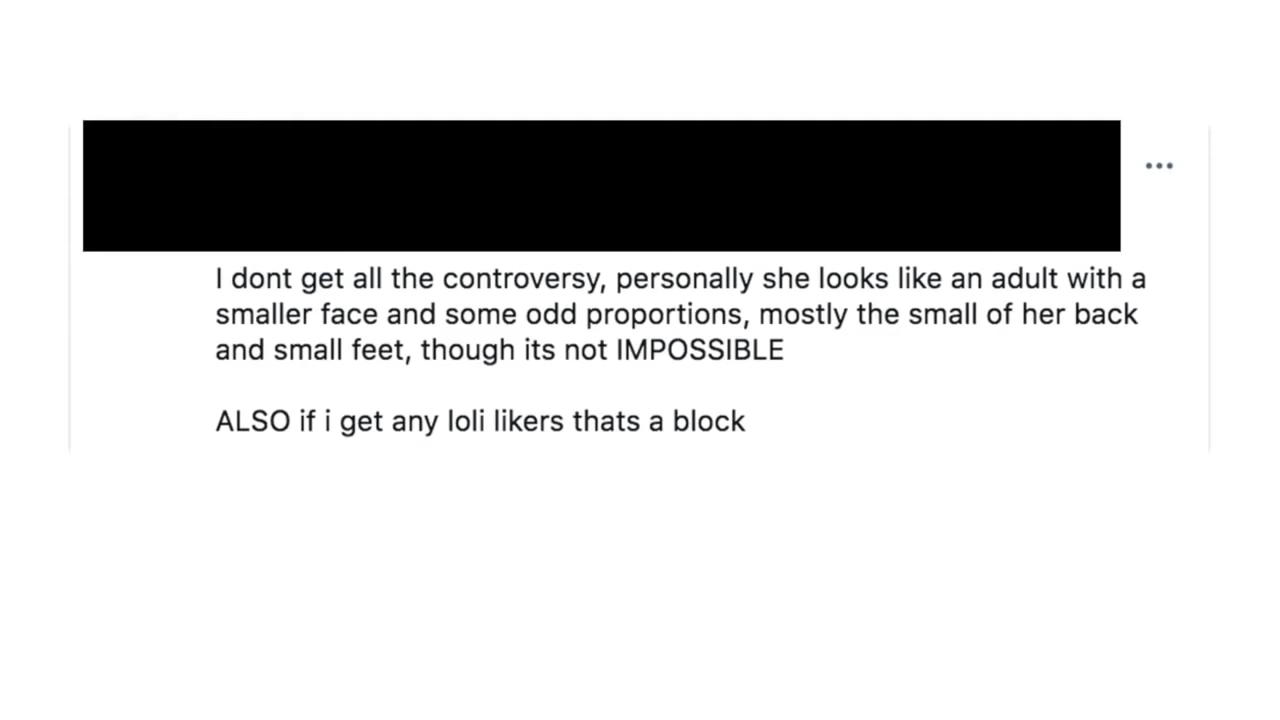 I dont get all the controversy, personally she looks like an adult with a
smaller face and some odd proportions, mostly the small of her back
and small feet, though its not IMPOSSIBLE
ALSO if i get any loli likers thats a block